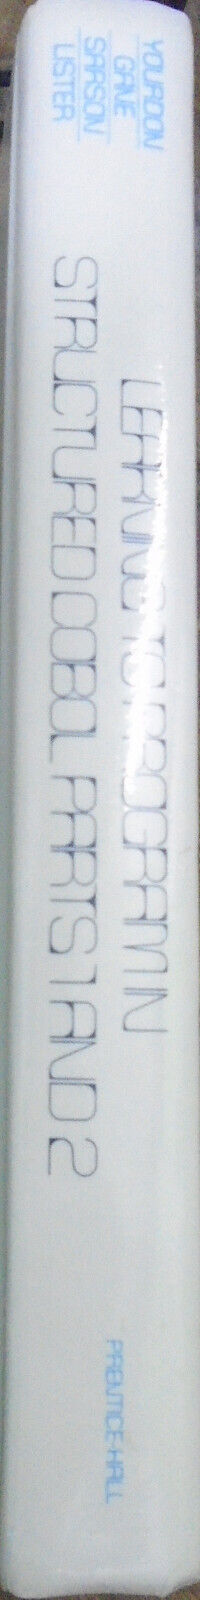 YOURDON
GANE
SARSON
LISTER
LEARNING TO PROGRAM IN
STRUCTURED COBOL PARTS 1 AND 2
PRENTICE-HALL